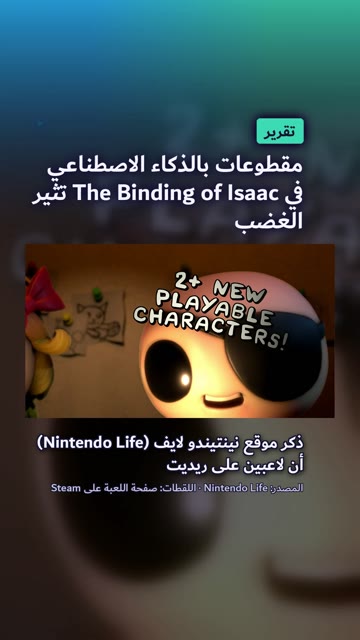 تقرير
مقطوعات بالذكاء الاصطناعي
في The Binding of Isaac تثير
الغضب
2+ NEW
PLAYABLE
CHARACTERS!
ذكر موقع نينتيندو لايف (Nintendo Life)
أن لاعبين على ريديت
المصدر: Nintendo Life · اللقطات: صفحة اللعبة على Steam